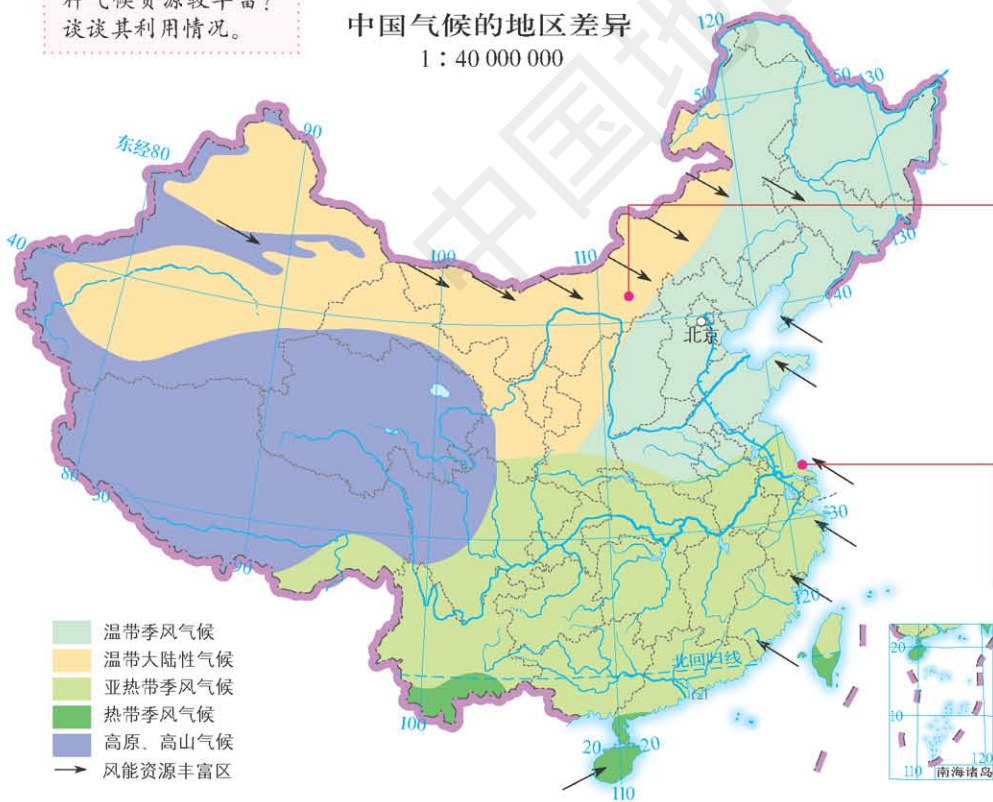 种气候资源较丰富？
谈谈其利用情况。
中国气候的地区差异
1：40 000 000
中国地
120
50
50
130
东经80
90
40
100
110
130
40
北京
80
30
90
30
120
北回归线
100
20
20
110
温带季风气候
温带大陆性气候
亚热带季风气候
热带季风气候
高原、高山气候
风能资源丰富区
20
10
110
南海诸岛